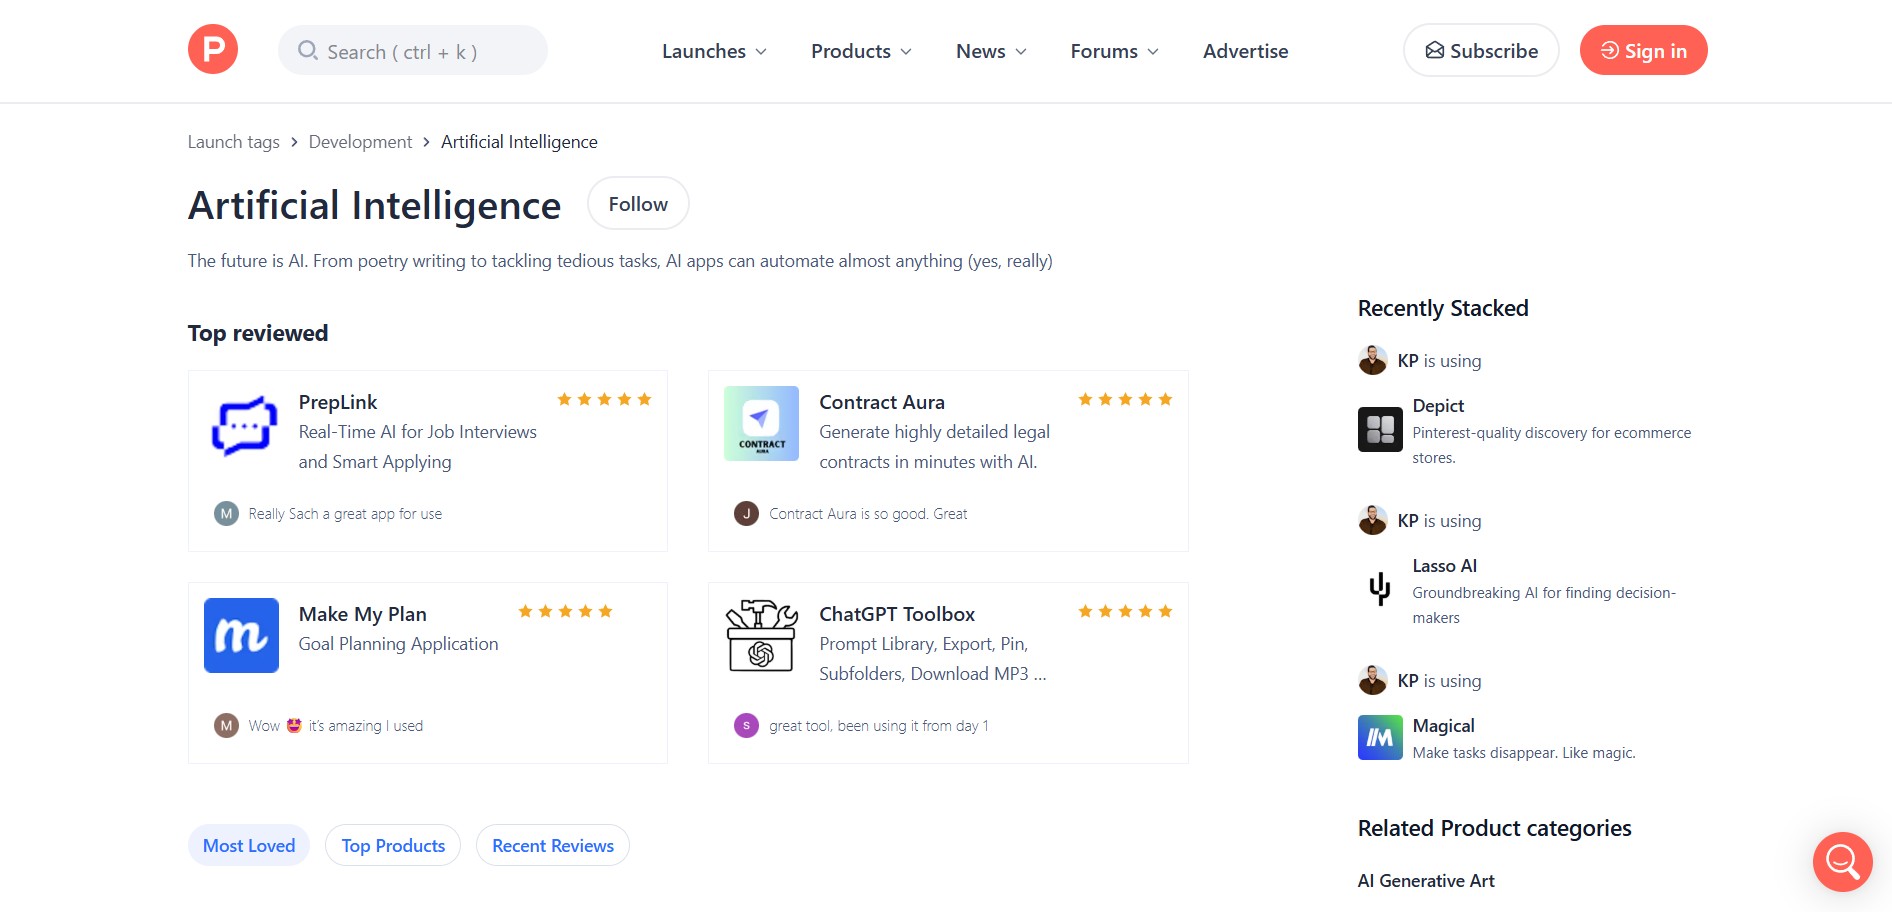 P
Search ( ctrl + k )
Launches
Products
News
Forums
Advertise
Subscribe
Sign in
Launch tags > Development > Artificial Intelligence
Artificial Intelligence
Follow
The future is AI. From poetry writing to tackling tedious tasks, AI apps can automate almost anything (yes, really)
Top reviewed
PrepLink
Real-Time AI for Job Interviews
and Smart Applying
M
Really Sach a great app for use
CONTRACT
AURA
Contract Aura
Generate highly detailed legal
contracts in minutes with AI.
J
Contract Aura is so good. Great
m
Make My Plan
Goal Planning Application
M
Wow 🤩 it's amazing I used
ChatGPT Toolbox
Prompt Library, Export, Pin,
Subfolders, Download MP3 ...
S
great tool, been using it from day 1
Most Loved
Top Products
Recent Reviews
Recently Stacked
KP is using
Depict
Pinterest-quality discovery for ecommerce
stores.
KP is using
Lasso AI
Groundbreaking AI for finding decision-
makers
KP is using
Magical
Make tasks disappear. Like magic.
Related Product categories
AI Generative Art